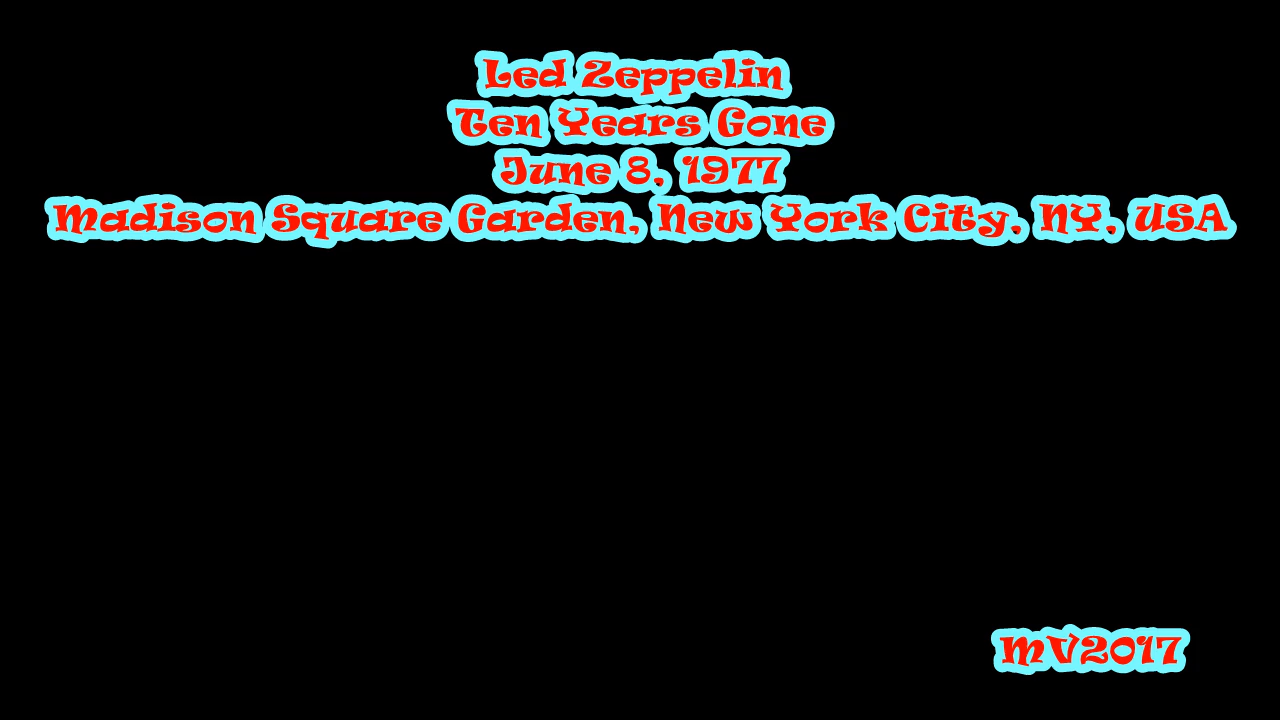 Led Zeppelin
Ten Years Gone
June 8, 1977
Madison Square Garden, New York City, NY, USA
MV2017